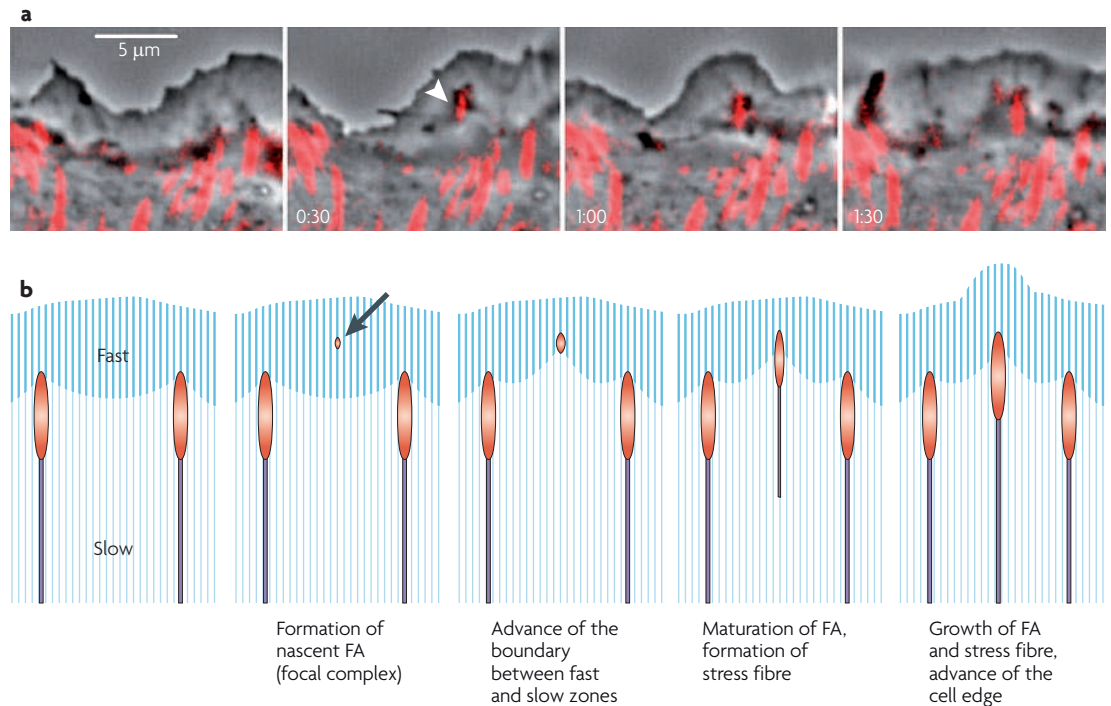 a
5 μm
0:30
1:00
1:30
b
Fast
Slow
Formation of
nascent FA
(focal complex)
Advance of the
boundary
between fast
and slow zones
Maturation of FA,
formation of
stress fibre
Growth of FA
and stress fibre,
advance of the
cell edge